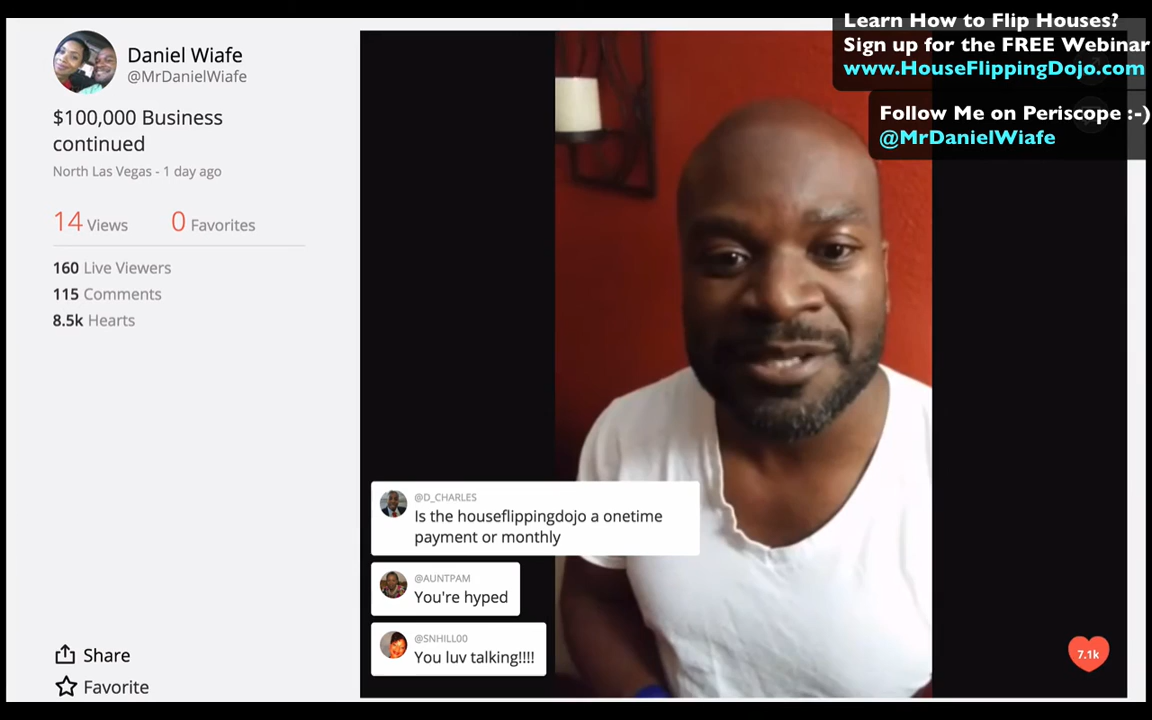 Learn How to Flip Houses?
Sign up for the FREE Webinar
www.HouseFlippingDojo.com
Follow Me on Periscope :-)
@MrDanielWiafe
Daniel Wiafe
@MrDanielWiafe
$100,000 Business
continued
North Las Vegas - 1 day ago
14 Views 0 Favorites
160 Live Viewers
115 Comments
8.5k Hearts
@D_CHARLES
Is the houseflippingdojo a onetime
payment or monthly
@AUNTPAM
You're hyped
@SNHILL00
You luv talking!!!!
7.1k
Share
Favorite